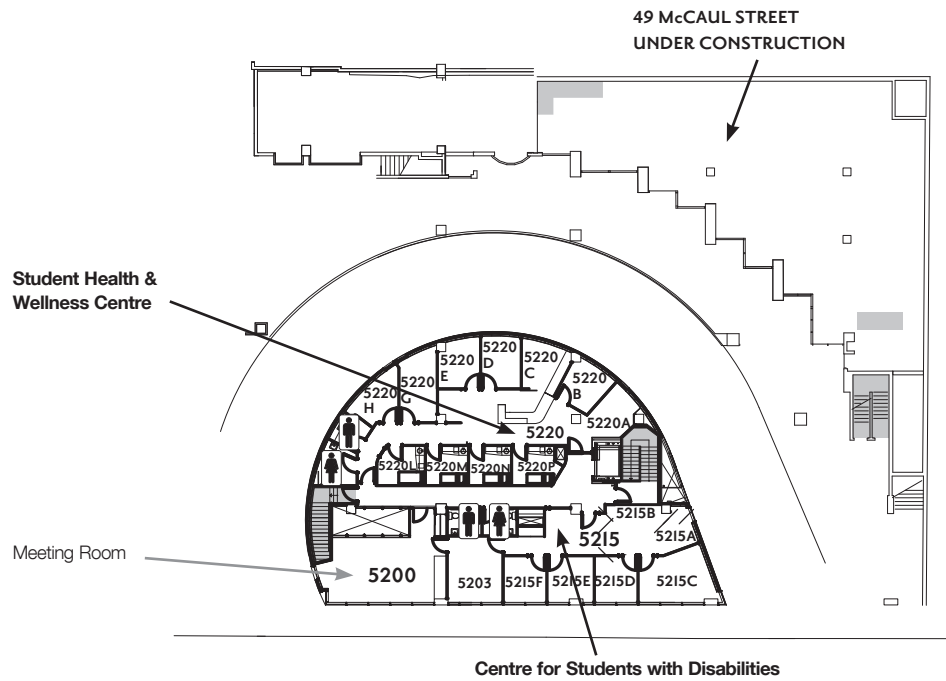 49 McCAUL STREET
UNDER CONSTRUCTION
Student Health &
Wellness Centre
5220
E
5220
D
5220
C
5220
B
5220
G
5220
H
5220A
5220
5220L
5220M
5220N
5220P
5215B
5215
5215A
Meeting Room
5200
5203
5215F
5215E
5215D
5215C
Centre for Students with Disabilities